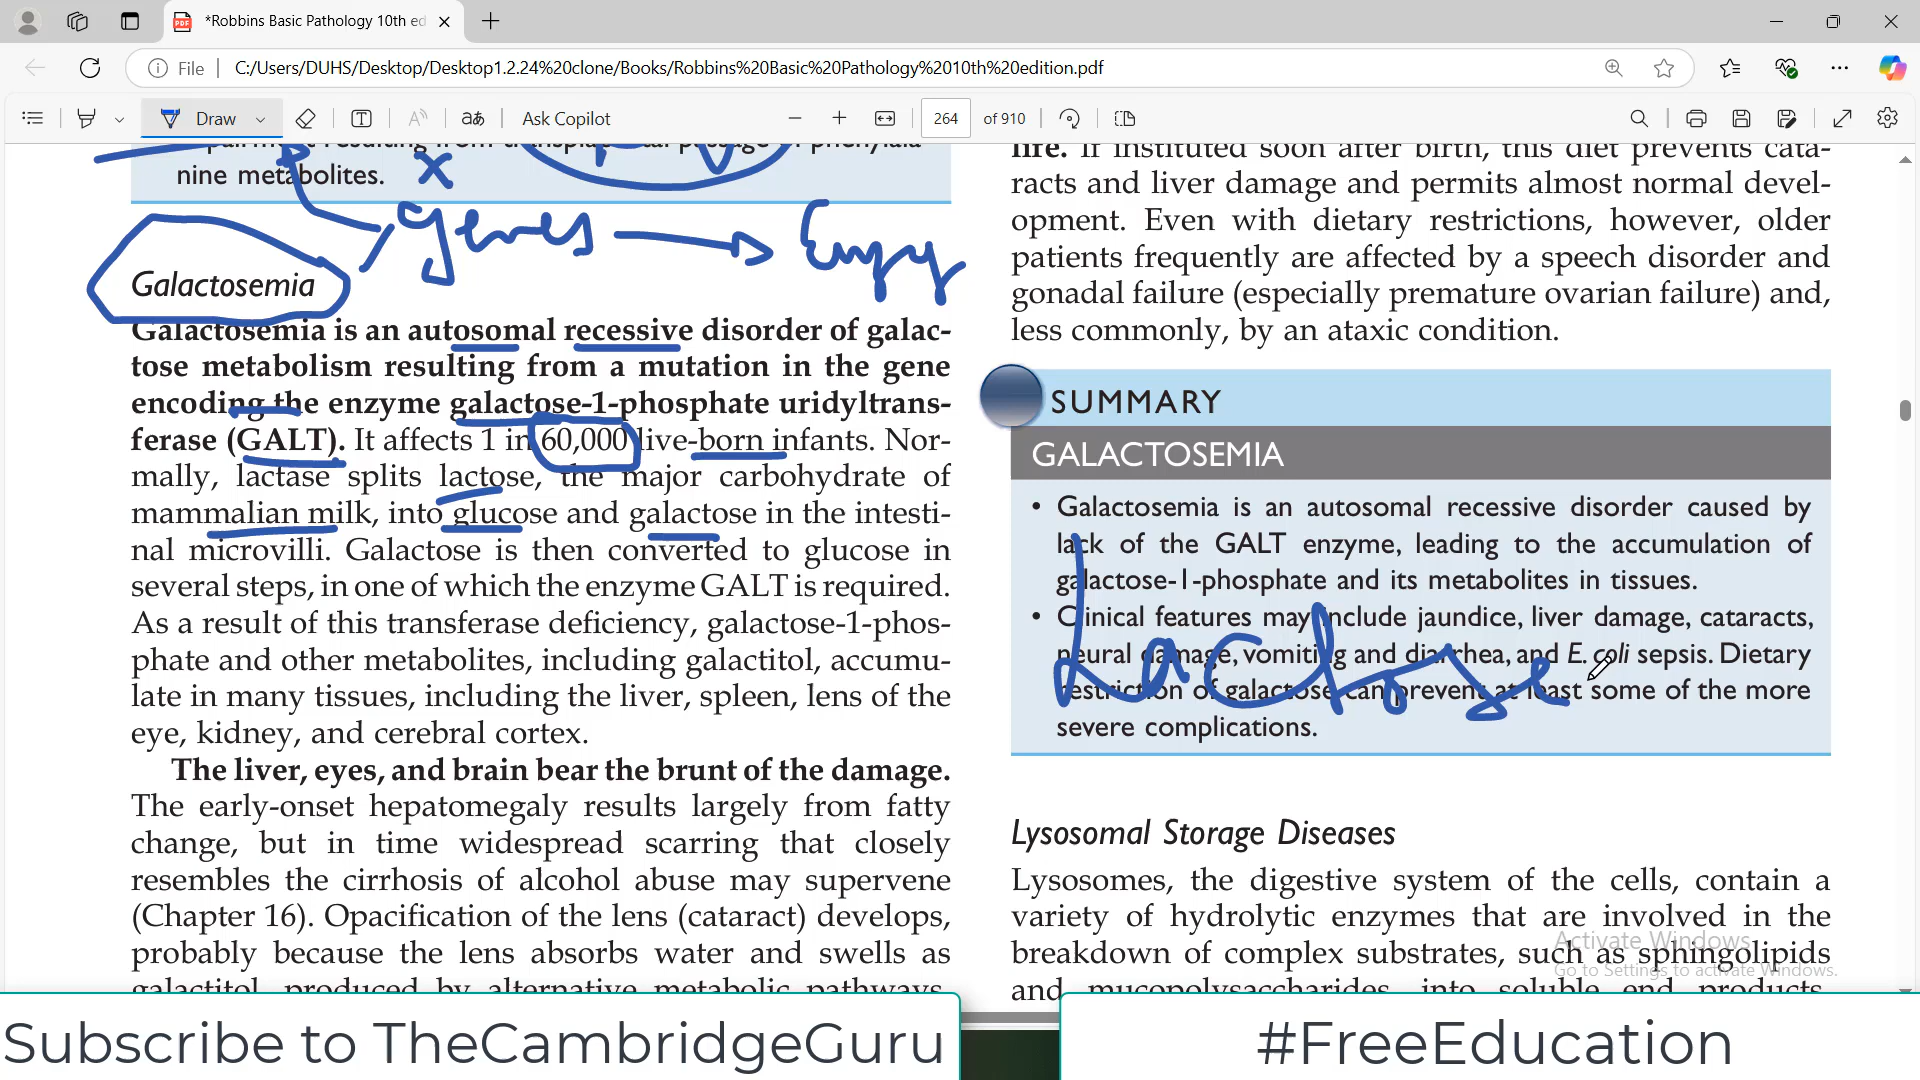 *Robbins Basic Pathology 10th ed
File
C:/Users/DUHS/Desktop/Desktop1.2.24%20clone/Books/Robbins%20Basic%20Pathology%2010th%20edition.pdf
Draw
Ask Copilot
264 of 910
nine metabolites.
x
genes → Enzy
Galactosemia
Galactosemia is an autosomal recessive disorder of galac-
tose metabolism resulting from a mutation in the gene
encoding the enzyme galactose-1-phosphate uridyltrans-
ferase (GALT). It affects 1 in 60,000 live-born infants. Nor-
mally, lactase splits lactose, the major carbohydrate of
mammalian milk, into glucose and galactose in the intesti-
nal microvilli. Galactose is then converted to glucose in
several steps, in one of which the enzyme GALT is required.
As a result of this transferase deficiency, galactose-1-phos-
phate and other metabolites, including galactitol, accumu-
late in many tissues, including the liver, spleen, lens of the
eye, kidney, and cerebral cortex.
The liver, eyes, and brain bear the brunt of the damage.
The early-onset hepatomegaly results largely from fatty
change, but in time widespread scarring that closely
resembles the cirrhosis of alcohol abuse may supervene
(Chapter 16). Opacification of the lens (cataract) develops,
probably because the lens absorbs water and swells as
galactitol, produced by alternative metabolic pathways,
life. If instituted soon after birth, this diet prevents cata-
racts and liver damage and permits almost normal devel-
opment. Even with dietary restrictions, however, older
patients frequently are affected by a speech disorder and
gonadal failure (especially premature ovarian failure) and,
less commonly, by an ataxic condition.
SUMMARY
GALACTOSEMIA
• Galactosemia is an autosomal recessive disorder caused by
lack of the GALT enzyme, leading to the accumulation of
galactose-1-phosphate and its metabolites in tissues.
• Clinical features may include jaundice, liver damage, cataracts,
neural damage, vomiting and diarrhea, and E. coli sepsis. Dietary
restriction of galactose can prevent at least some of the more
severe complications.
Lactose
Lysosomal Storage Diseases
Lysosomes, the digestive system of the cells, contain a
variety of hydrolytic enzymes that are involved in the
breakdown of complex substrates, such as sphingolipids
and mucopolysaccharides, into soluble end products.
Activate Windows
Go to Settings to activate Windows.
Subscribe to TheCambridgeGuru
#FreeEducation